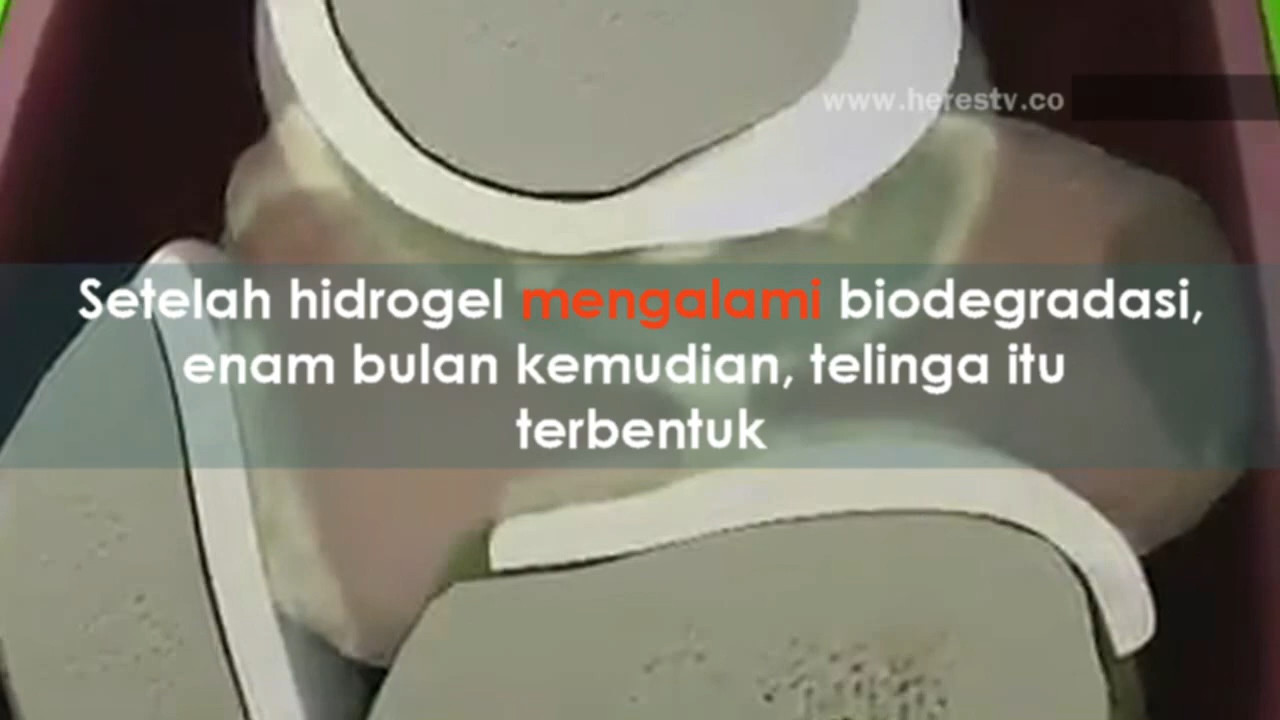 www.herestv.co
Setelah hidrogel mengalami biodegradasi,
enam bulan kemudian, telinga itu
terbentuk